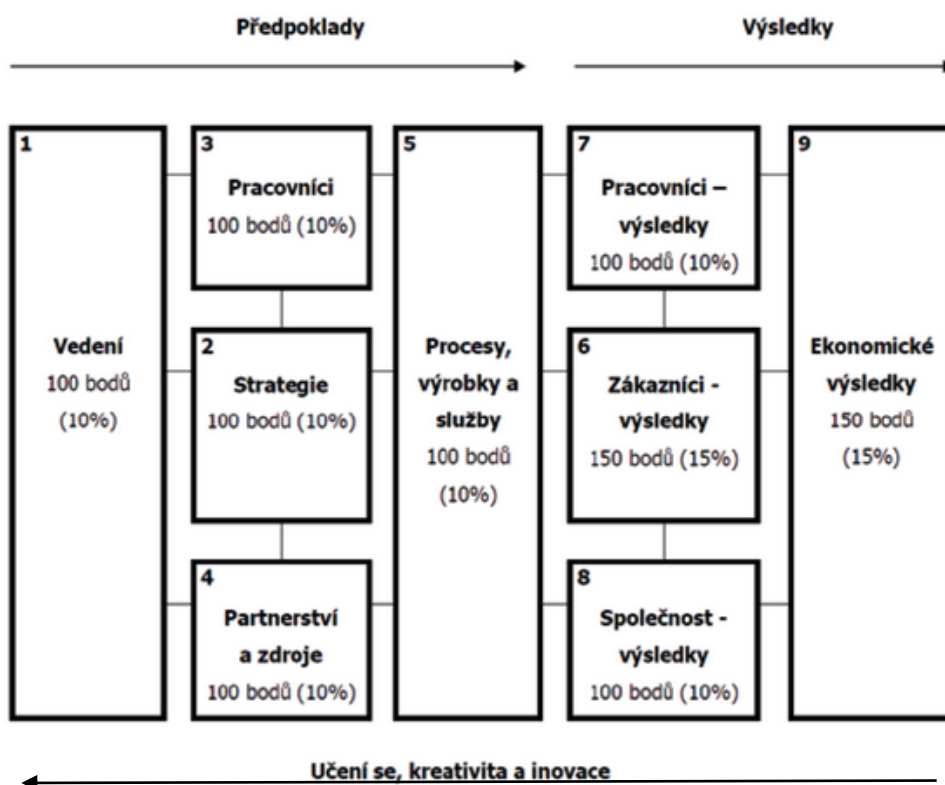 Předpoklady
Výsledky
1
Vedení
100 bodů
(10%)
3
Pracovníci
100 bodů (10%)
2
Strategie
100 bodů (10%)
4
Partnerství
a zdroje
100 bodů (10%)
5
Procesy,
výrobky a
služby
100 bodů
(10%)
7
Pracovníci –
výsledky
100 bodů (10%)
6
Zákazníci -
výsledky
150 bodů (15%)
8
Společnost -
výsledky
100 bodů (10%)
9
Ekonomické
výsledky
150 bodů
(15%)
Učení se, kreativita a inovace